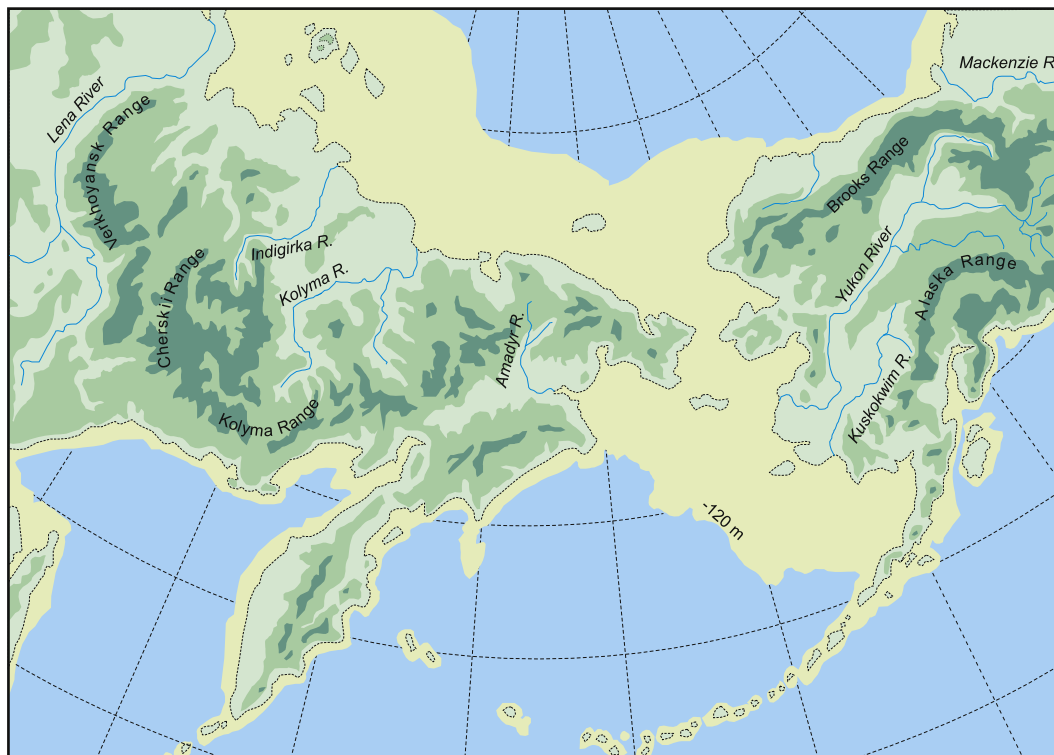 Mackenzie R
Lena River
Verkhoyansk Range
Brooks Range
Indigirka R.
Cherskii Range
Kolyma R.
Yukon River
Alaska Range
Amadyr R.
Kolyma Range
Kuskokwim R.
-120 m